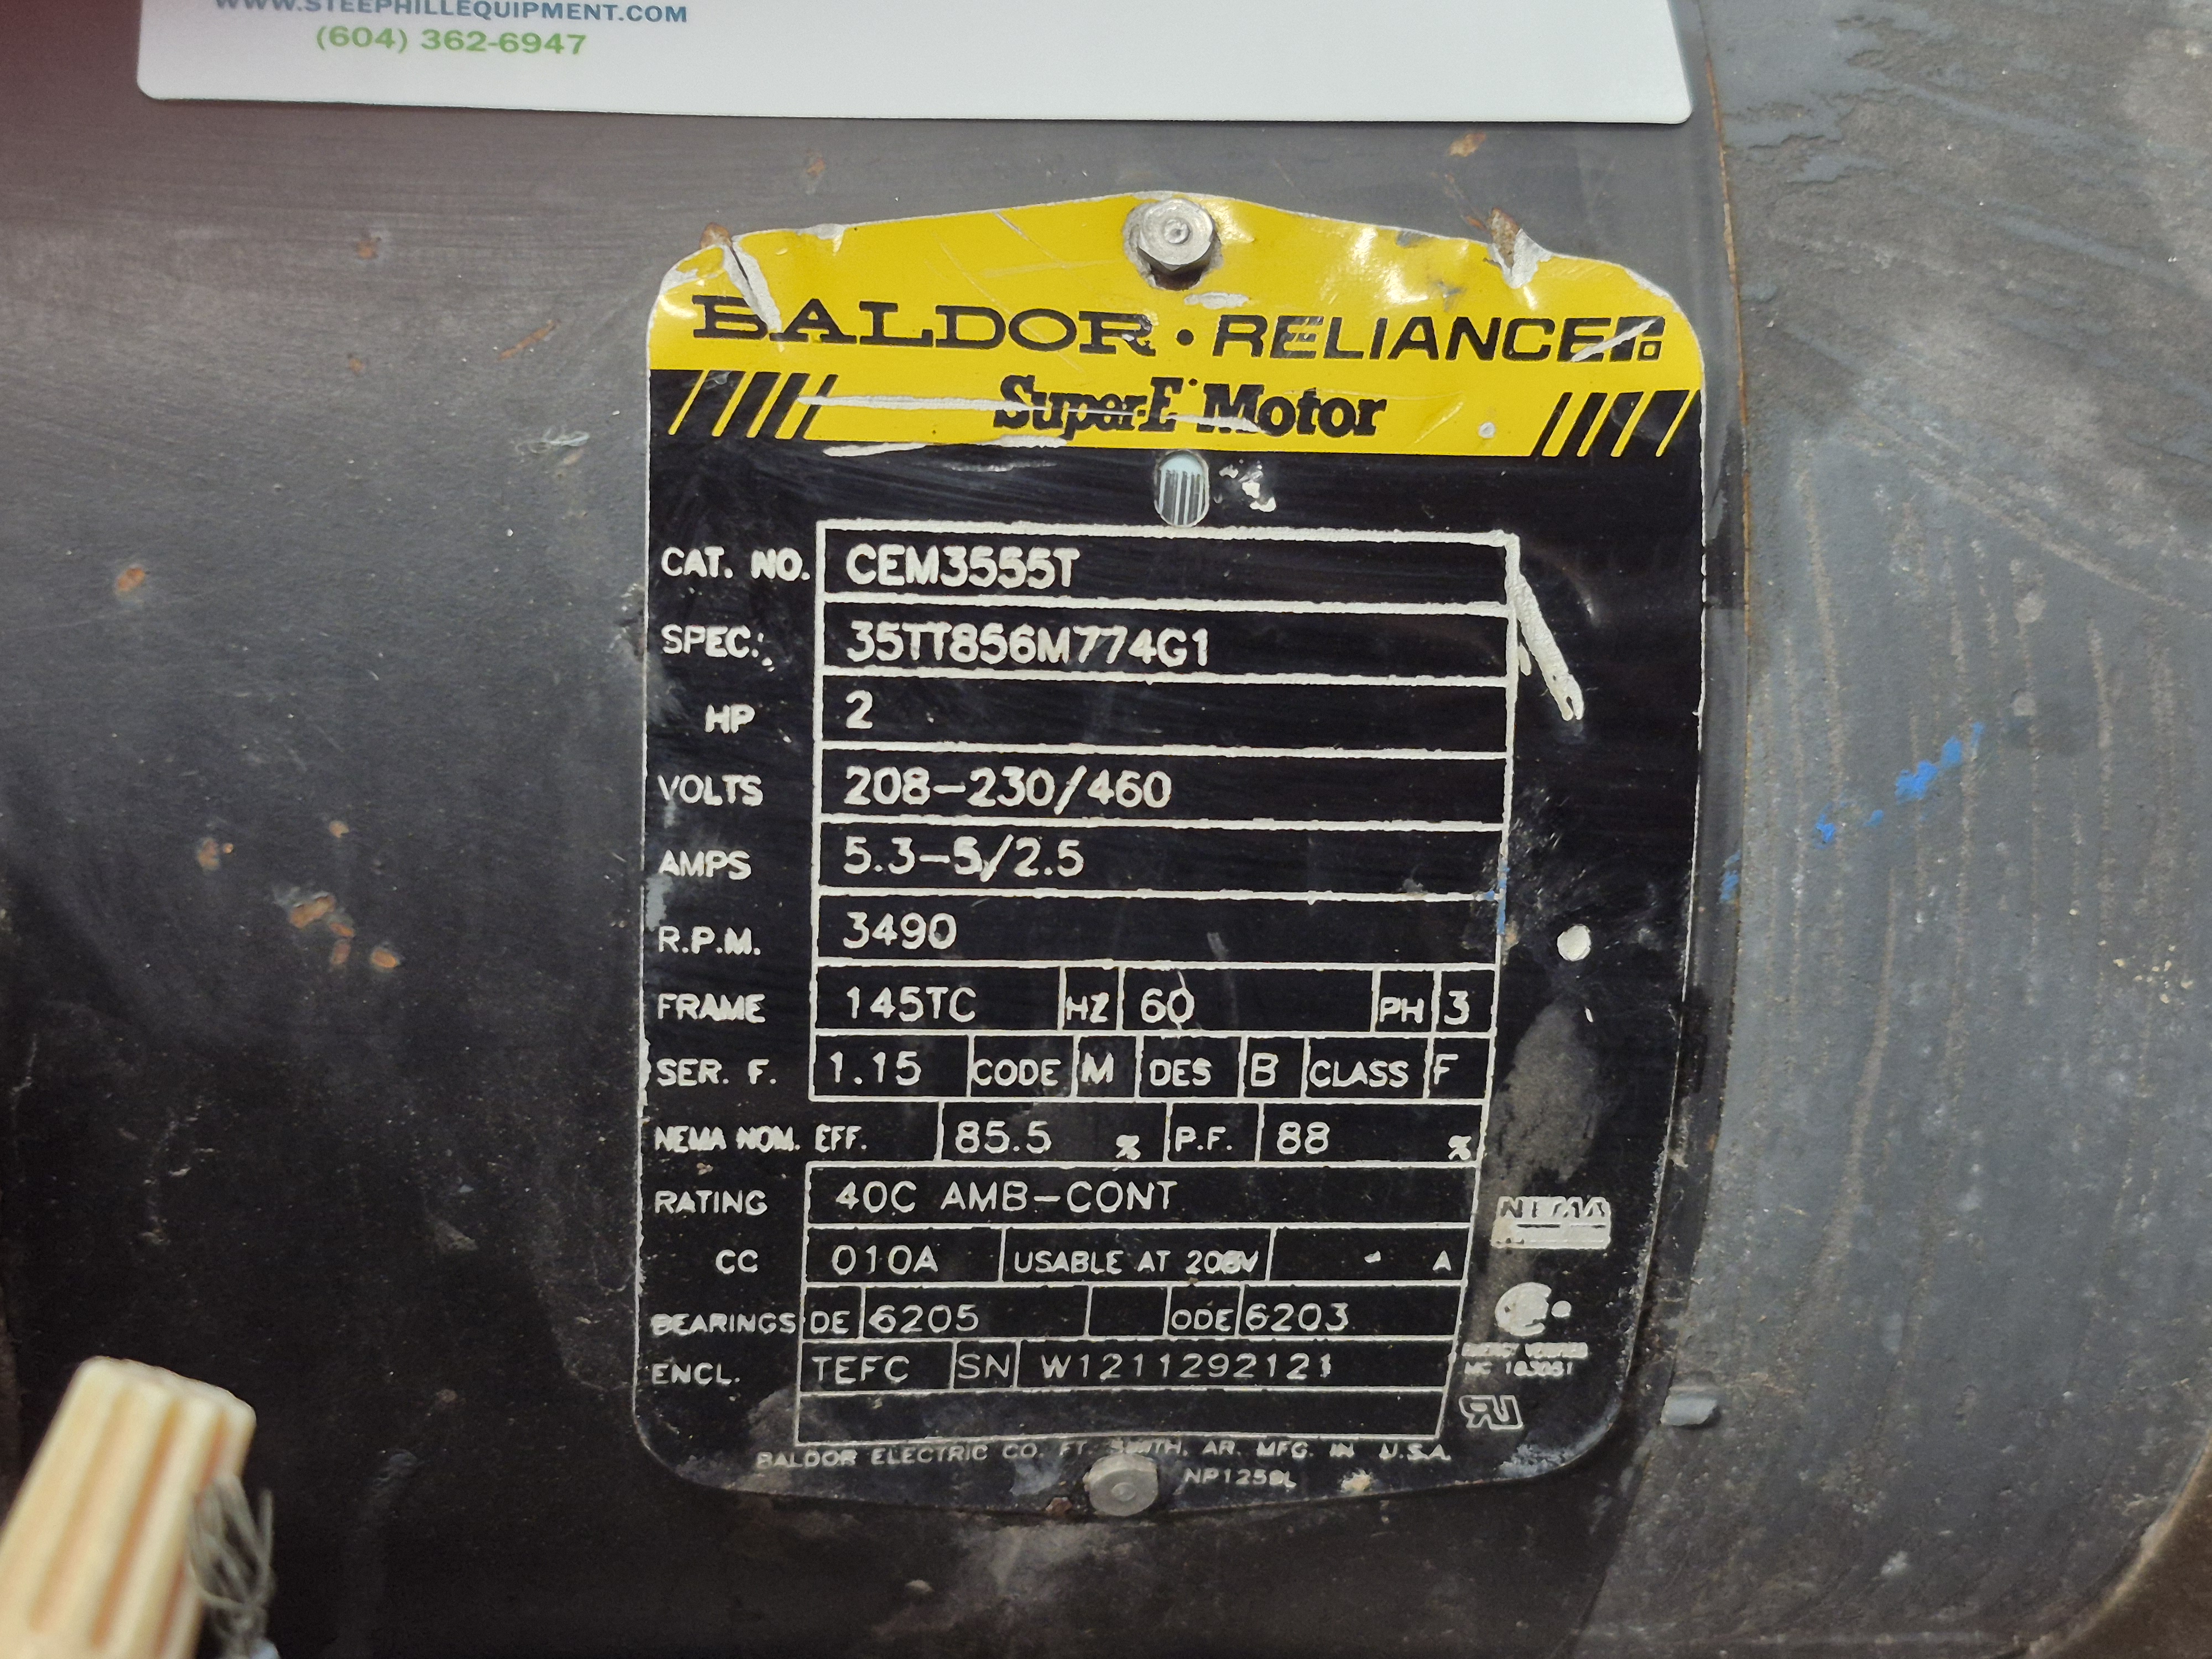 WWW.STEEPHILLEQUIPMENT.COM
(604) 362-6947
BALDOR • RELIANCE
Super-E Motor
CAT. NO. CEM3555T
SPEC. 35TT856M774G1
HP 2
VOLTS 208-230/460
AMPS 5.3-5/2.5
R.P.M. 3490
FRAME 145TC HZ 60 PH 3
SER. F. 1.15 CODE M DES B CLASS F
NEMA NOM. EFF. 85.5 % P.F. 88 %
RATING 40C AMB-CONT
CC 010A USABLE AT 208V - A
BEARINGS DE 6205 ODE 6203
ENCL. TEFC SN W1211292121
NEMA
ENERGY VERIFIED
BALDOR ELECTRIC CO. FT. SMITH, AR. MFG. IN U.S.A.